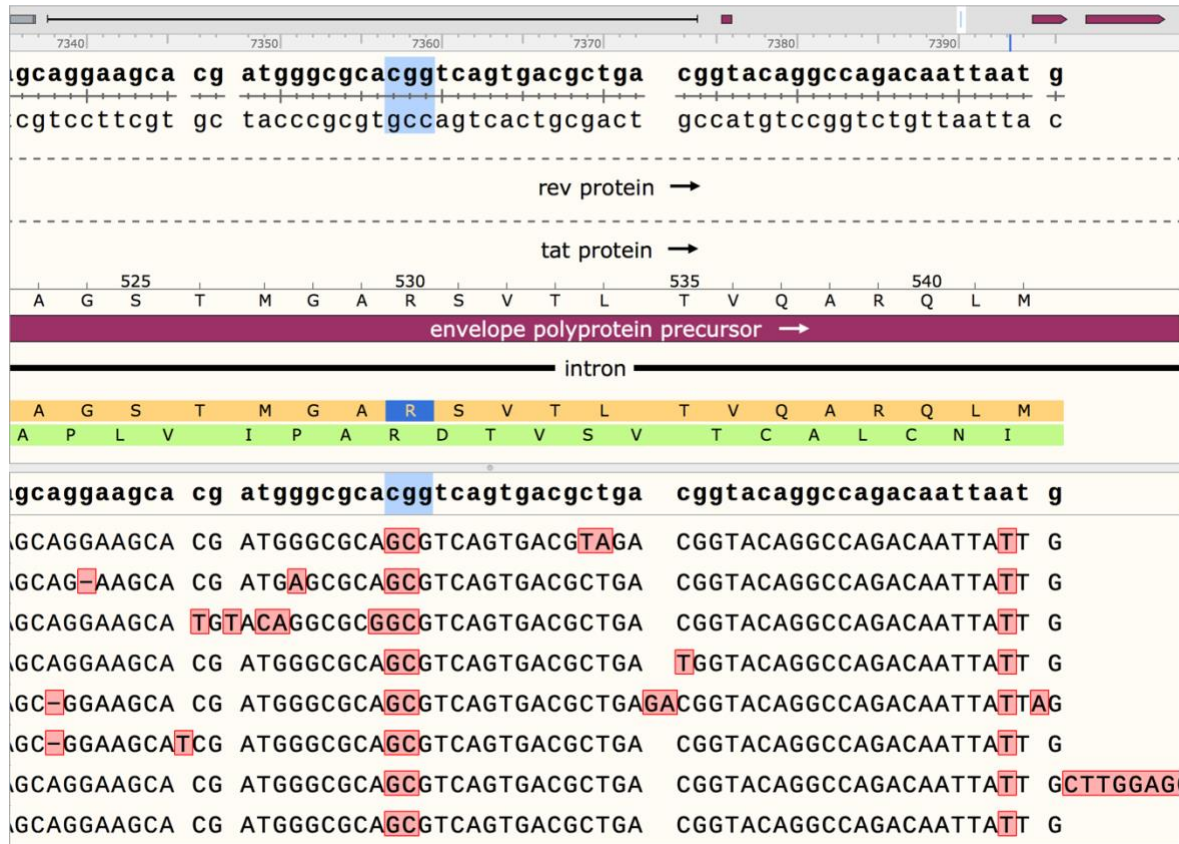 7340 7350 7360 7370 7380 7390
gcaggaagca cg atgggcgcacggtcagtgacgctga cggtacaggccagacaattaat g
cgtccttcgt gc tacccgcgtgccagtcactgcgact gccatgtccggtctgttaatta c
rev protein →
tat protein →
525 530 535 540
A G S T M G A R S V T L T V Q A R Q L M
envelope polyprotein precursor →
intron
A G S T M G A R S V T L T V Q A R Q L M
A P L V I P A R D T V S V T C A L C N I
gcaggaagca cg atgggcgcacggtcagtgacgctga cggtacaggccagacaattaat g
GCAGGAAGCA CG ATGGGCGCAGCGTCAGTGACGTAGA CGGTACAGGCCAGACAATTATT G
GCAG-AAGCA CG ATGAGCGCAGCGTCAGTGACGCTGA CGGTACAGGCCAGACAATTATT G
GCAGGAAGCA TGTACAGGCGCGGCGTCAGTGACGCTGA CGGTACAGGCCAGACAATTATT G
GCAGGAAGCA CG ATGGGCGCAGCGTCAGTGACGCTGA TGGTACAGGCCAGACAATTATT G
GC-GGAAGCA CG ATGGGCGCAGCGTCAGTGACGCTGAGACGGTACAGGCCAGACAATTATTAG
GC-GGAAGCATCG ATGGGCGCAGCGTCAGTGACGCTGA CGGTACAGGCCAGACAATTATT G
GCAGGAAGCA CG ATGGGCGCAGCGTCAGTGACGCTGA CGGTACAGGCCAGACAATTATT GCTTGGAG
GCAGGAAGCA CG ATGGGCGCAGCGTCAGTGACGCTGA CGGTACAGGCCAGACAATTATT G